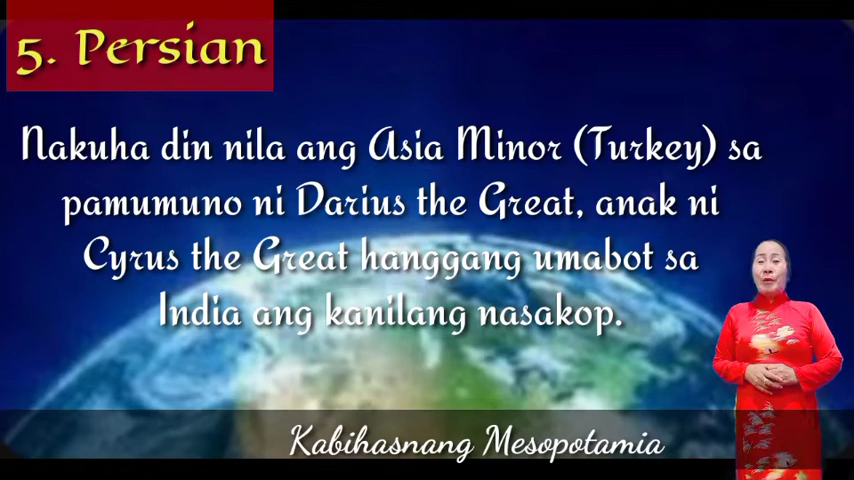 5. Persian
Nakuha din nila ang Asia Minor (Turkey) sa
pamumuno ni Darius the Great, anak ni
Cyrus the Great hanggang umabot sa
India ang kanilang nasakop.
Kabihasnang Mesopotamia